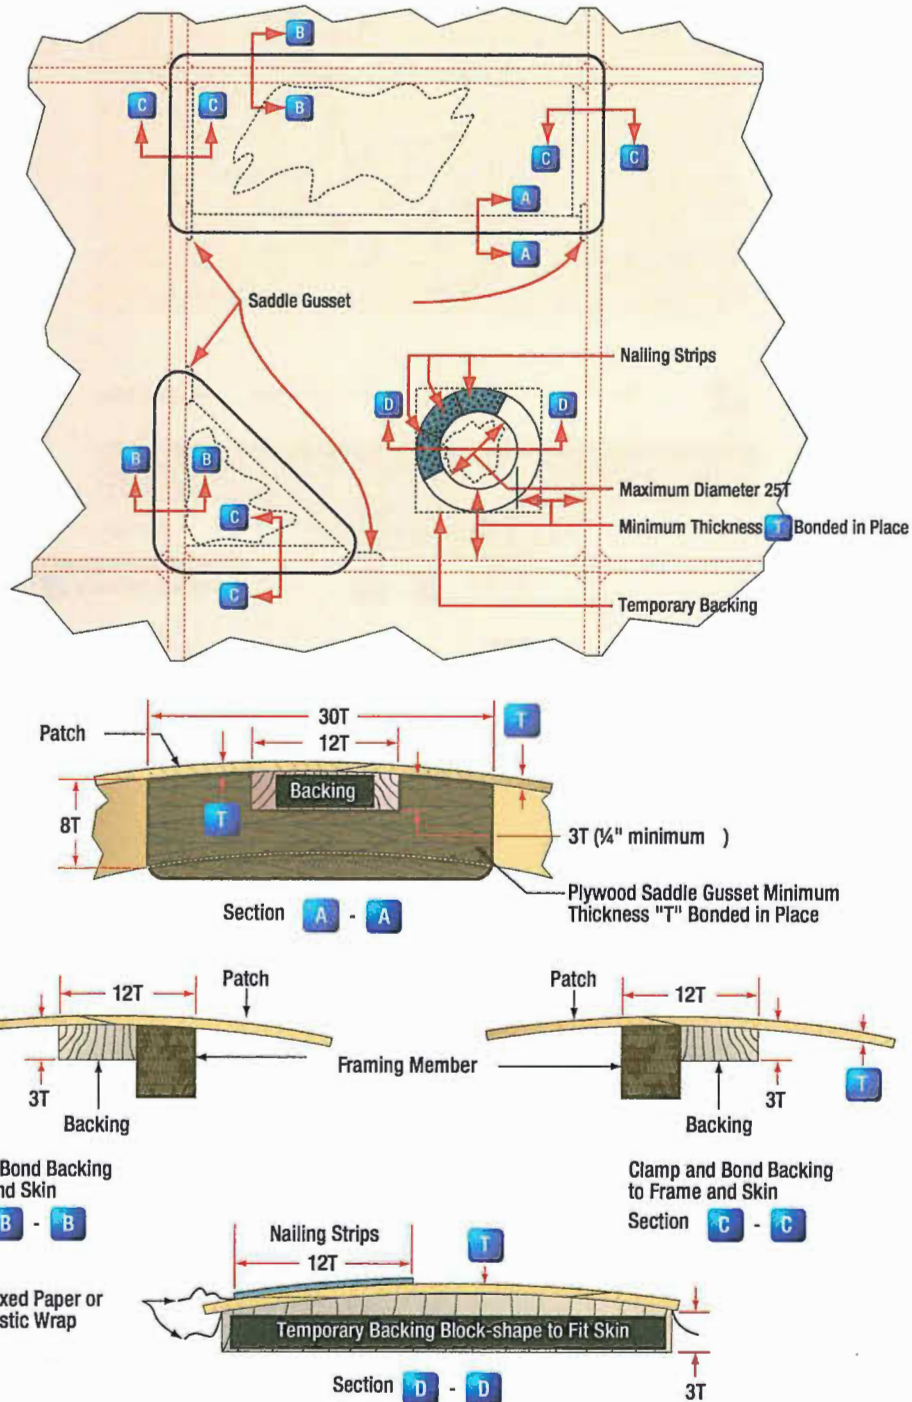 B
C
C
B
C
C
A
A
Saddle Gusset
Nailing Strips
D
D
B
B
Maximum Diameter 25T
C
Minimum Thickness T Bonded in Place
C
Temporary Backing
30T
T
Patch
12T
Backing
T
8T
3T (¼" minimum )
Plywood Saddle Gusset Minimum
Thickness "T" Bonded in Place
Section A - A
Patch
12T
Framing Member
3T
Backing
Bond Backing
nd Skin
B - B
Patch
12T
T
3T
Backing
Clamp and Bond Backing
to Frame and Skin
Section C - C
Nailing Strips
12T
T
xed Paper or
stic Wrap
Temporary Backing Block-shape to Fit Skin
3T
Section D - D